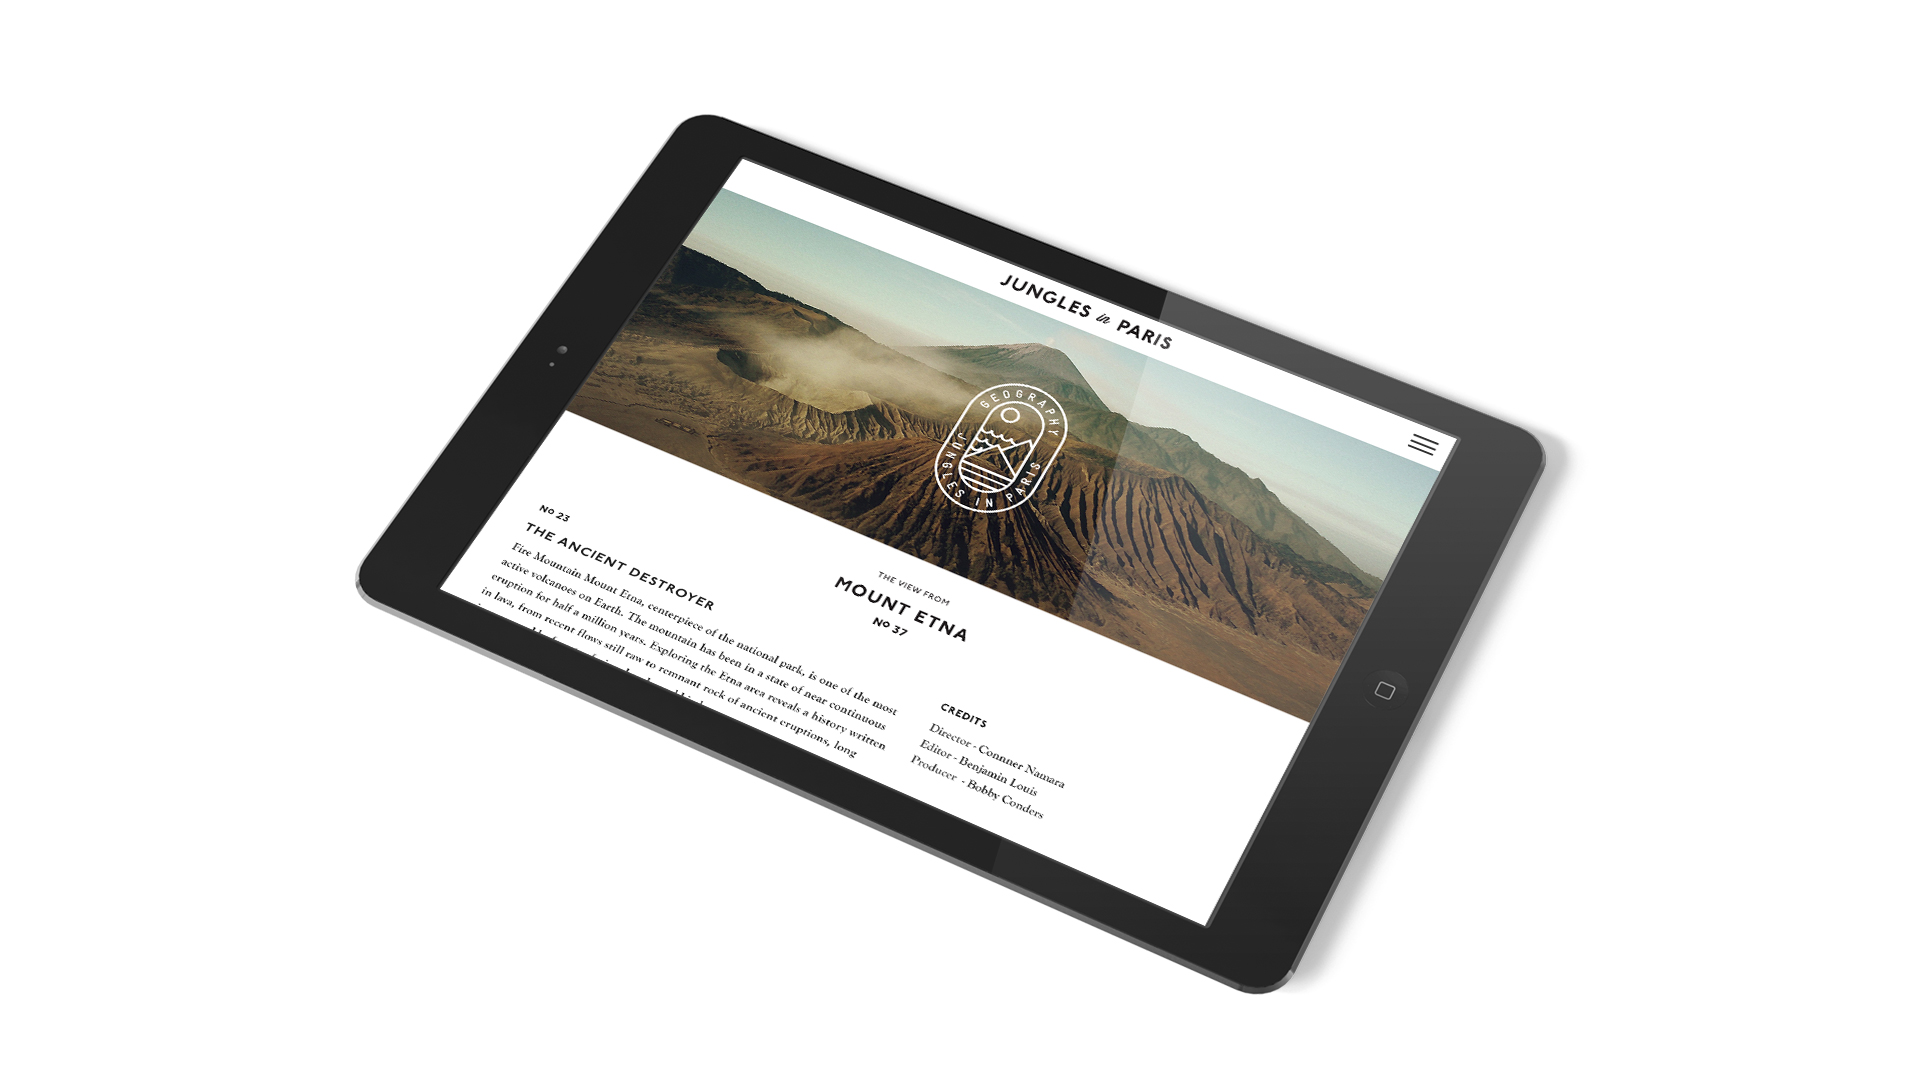 JUNGLES in PARIS
GEOGRAPHY
JUNGLES IN PARIS
THE VIEW FROM
MOUNT ETNA
No 37
No 23
THE ANCIENT DESTROYER
Fire Mountain Mount Etna, centerpiece of the national park, is one of the most
active volcanoes on Earth. The mountain has been in a state of near continuous
eruption for half a million years. Exploring the Etna area reveals a history written
in lava, from recent flows still raw to remnant rock of ancient eruptions, long
CREDITS
Director - Connner Namara
Editor - Benjamin Louis
Producer - Bobby Conders